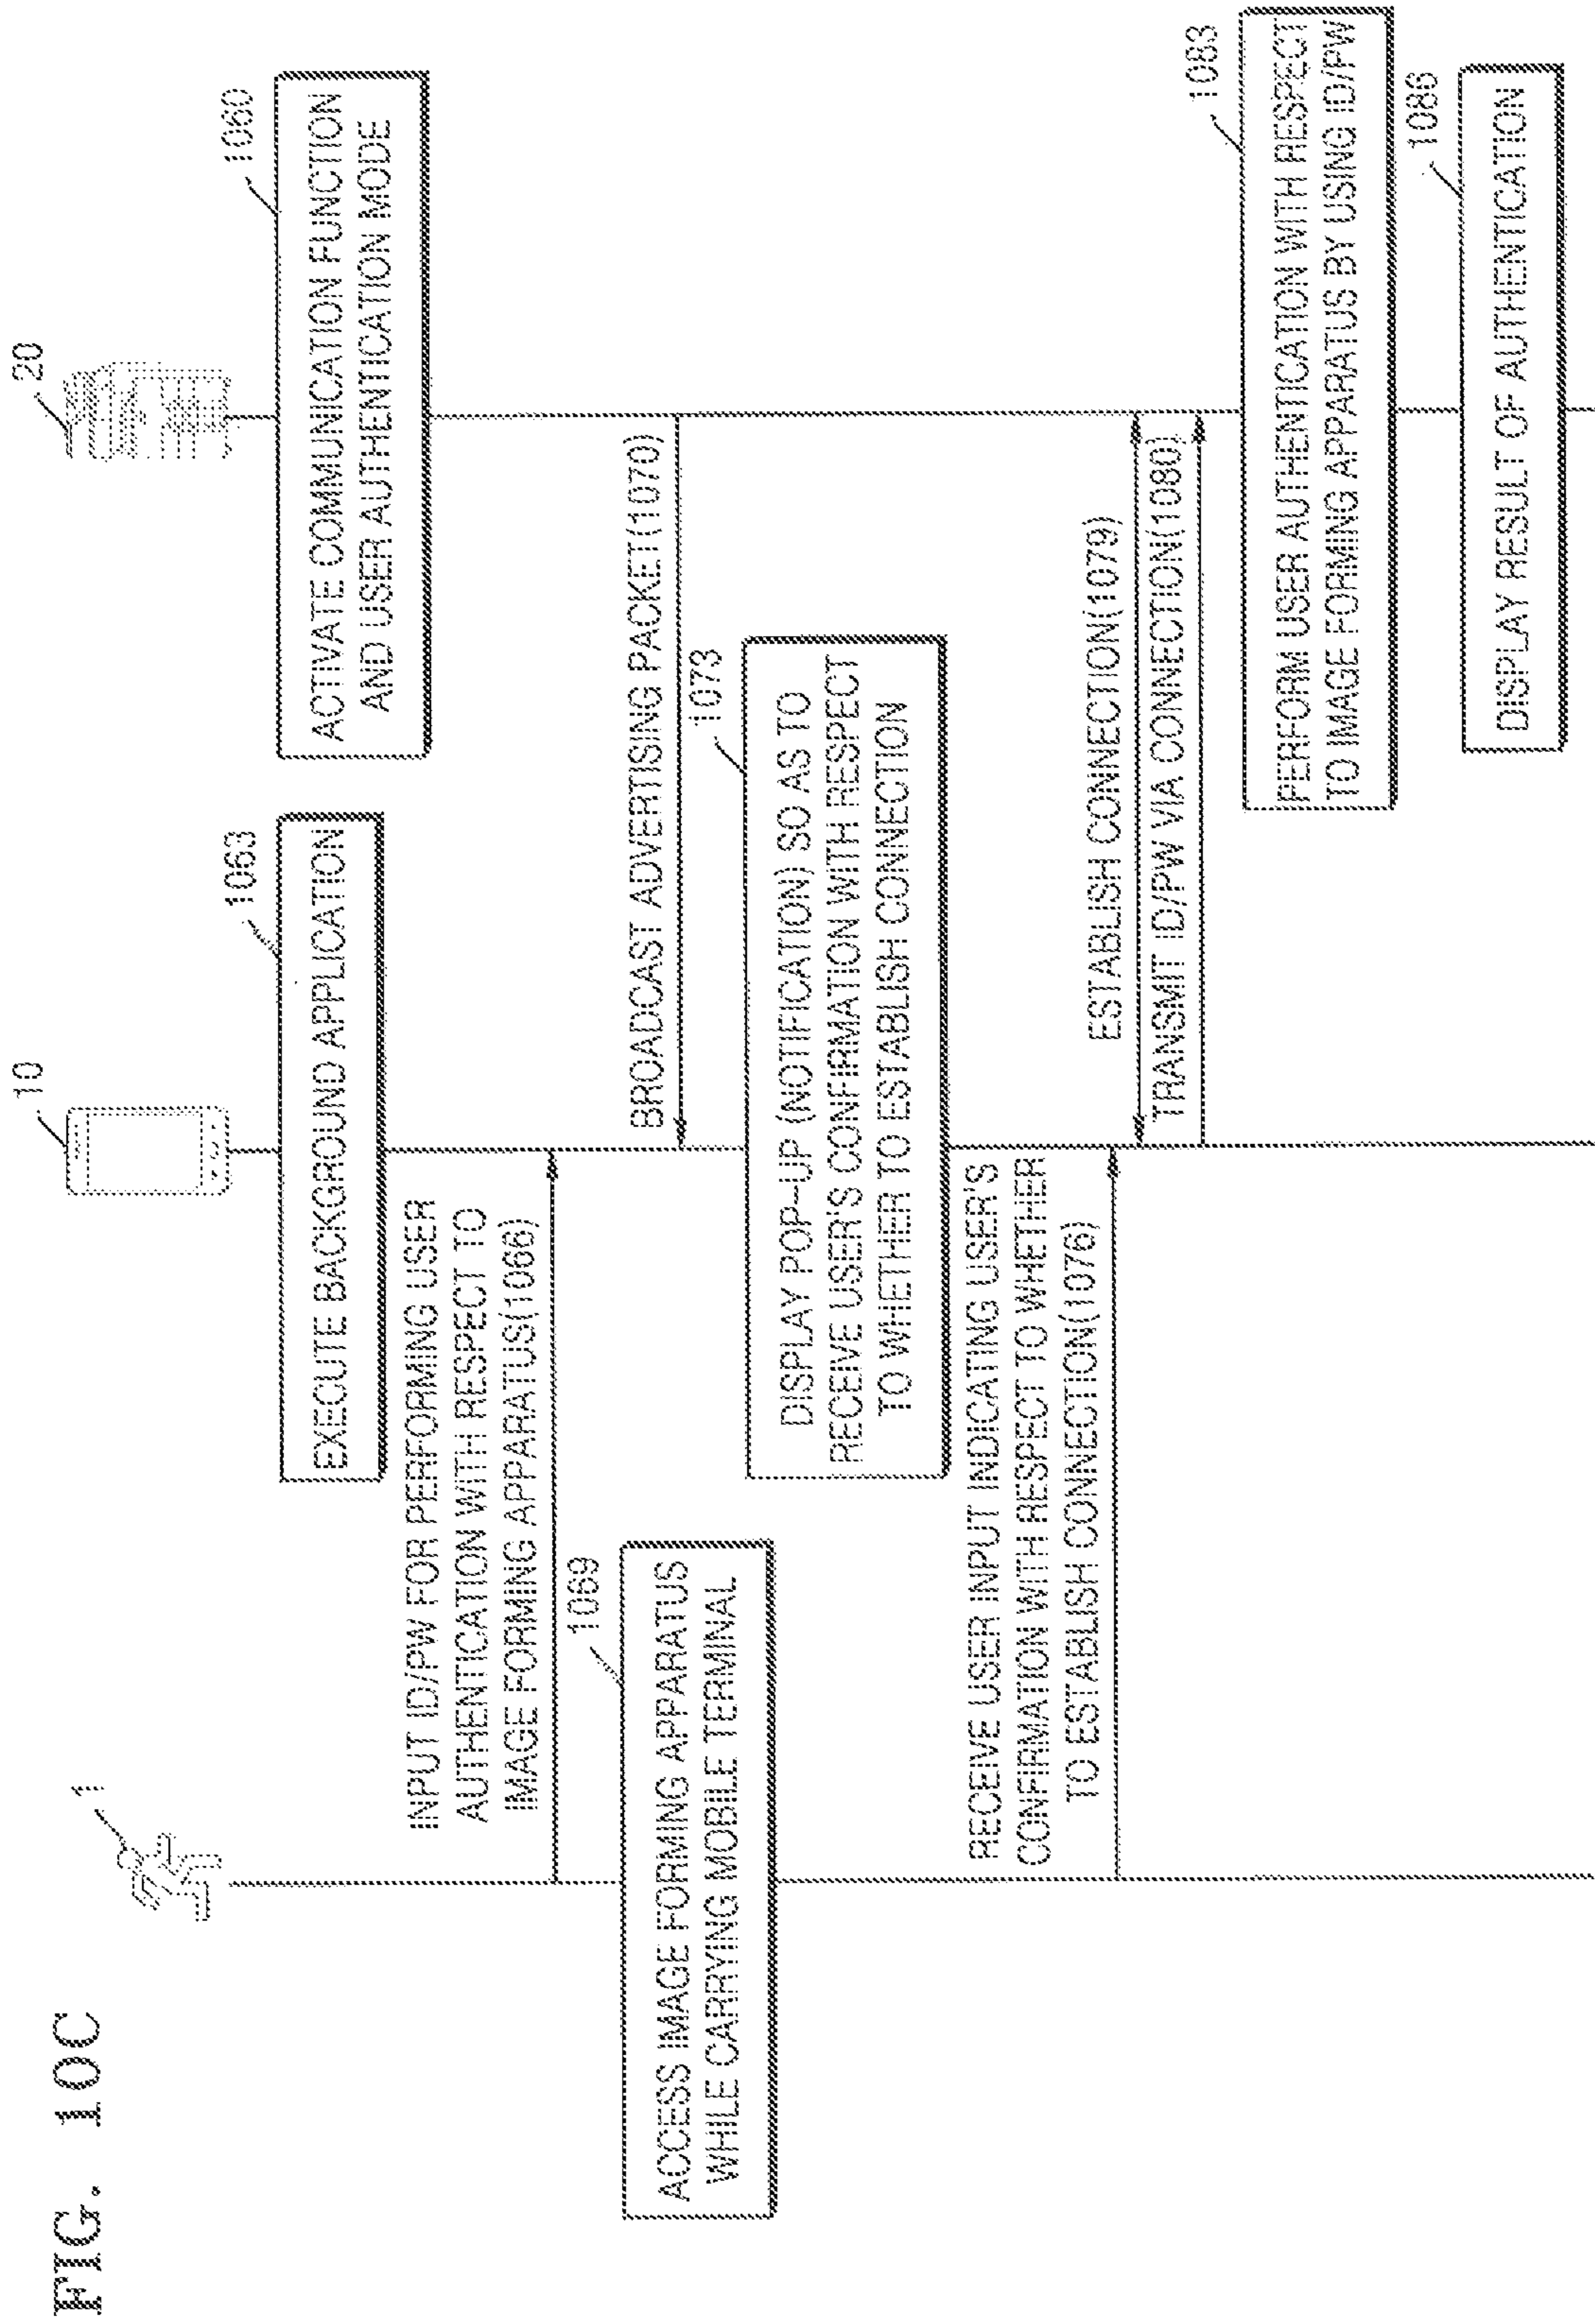 FIG. 10C
1
10
20
1060
ACTIVATE COMMUNICATION FUNCTION
AND USER AUTHENTICATION MODE
1063
EXECUTE BACKGROUND APPLICATION
INPUT ID/PW FOR PERFORMING USER
AUTHENTICATION WITH RESPECT TO
IMAGE FORMING APPARATUS(1066)
1069
ACCESS IMAGE FORMING APPARATUS
WHILE CARRYING MOBILE TERMINAL
BROADCAST ADVERTISING PACKET(1070)
1073
DISPLAY POP-UP (NOTIFICATION) SO AS TO
RECEIVE USER'S CONFIRMATION WITH RESPECT
TO WHETHER TO ESTABLISH CONNECTION
RECEIVE USER INPUT INDICATING USER'S
CONFIRMATION WITH RESPECT TO WHETHER
TO ESTABLISH CONNECTION(1076)
ESTABLISH CONNECTION(1079)
TRANSMIT ID/PW VIA CONNECTION(1080)
1083
PERFORM USER AUTHENTICATION WITH RESPECT
TO IMAGE FORMING APPARATUS BY USING ID/PW
1086
DISPLAY RESULT OF AUTHENTICATION